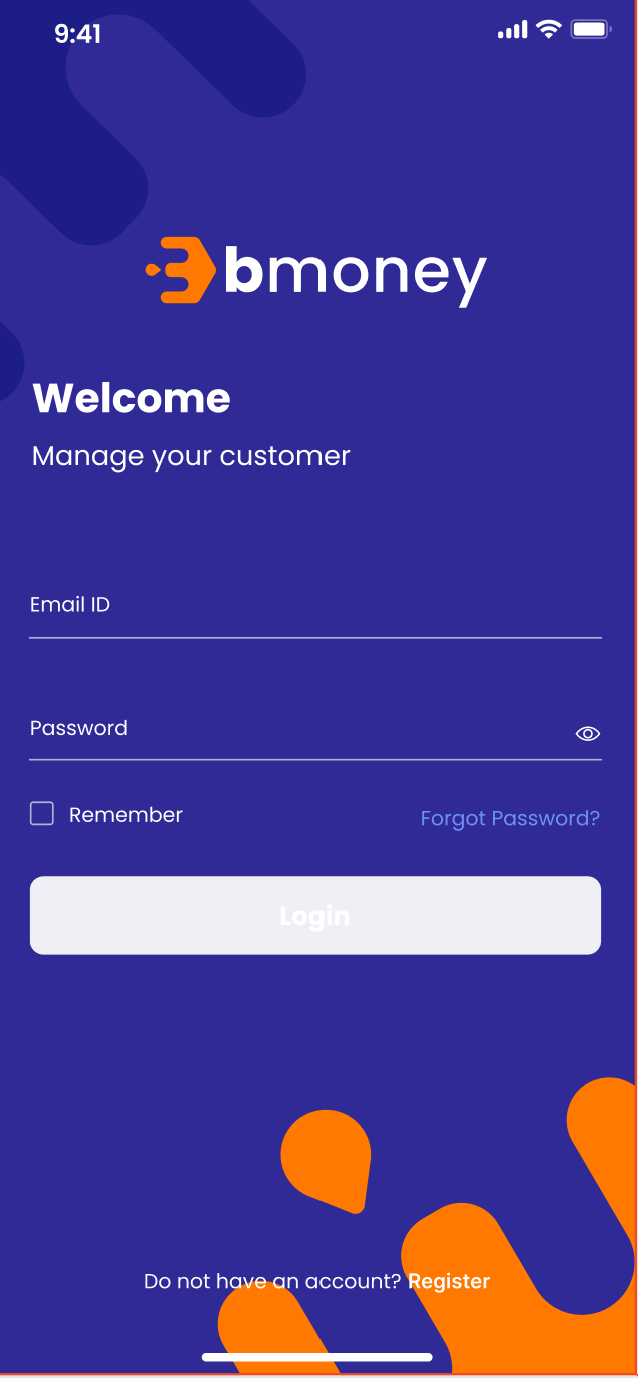 9:41
bmoney
Welcome
Manage your customer
Email ID
Password
Remember
Forgot Password?
Login
Do not have an account? Register